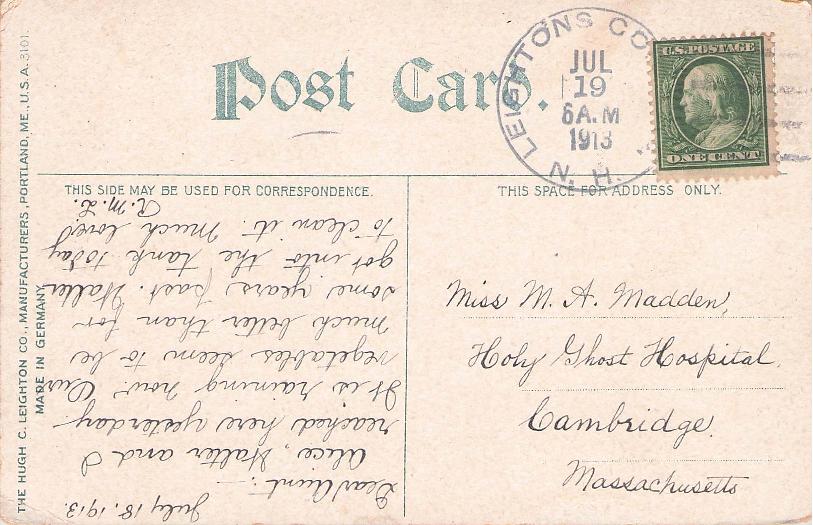 Post Card.
LEIGHTONS CO
N. H.
JUL
19
6 A.M
1913
U.S. POSTAGE
ONE CENT
THIS SIDE MAY BE USED FOR CORRESPONDENCE.
THIS SPACE FOR ADDRESS ONLY.
THE HUGH C. LEIGHTON CO., MANUFACTURERS, PORTLAND, ME., U.S.A. 3101.
MADE IN GERMANY.
July 18. 1913.
Dear Aunt:—
Alice, Walter and I
reached here yesterday
It is raining now. Our
vegetables seem to be
much better than for
some years past. Walter
got into the tank today
to clean it. Much love,
R. M. L.
Miss M. A. Madden,
Holy Ghost Hospital,
Cambridge,
Massachusetts